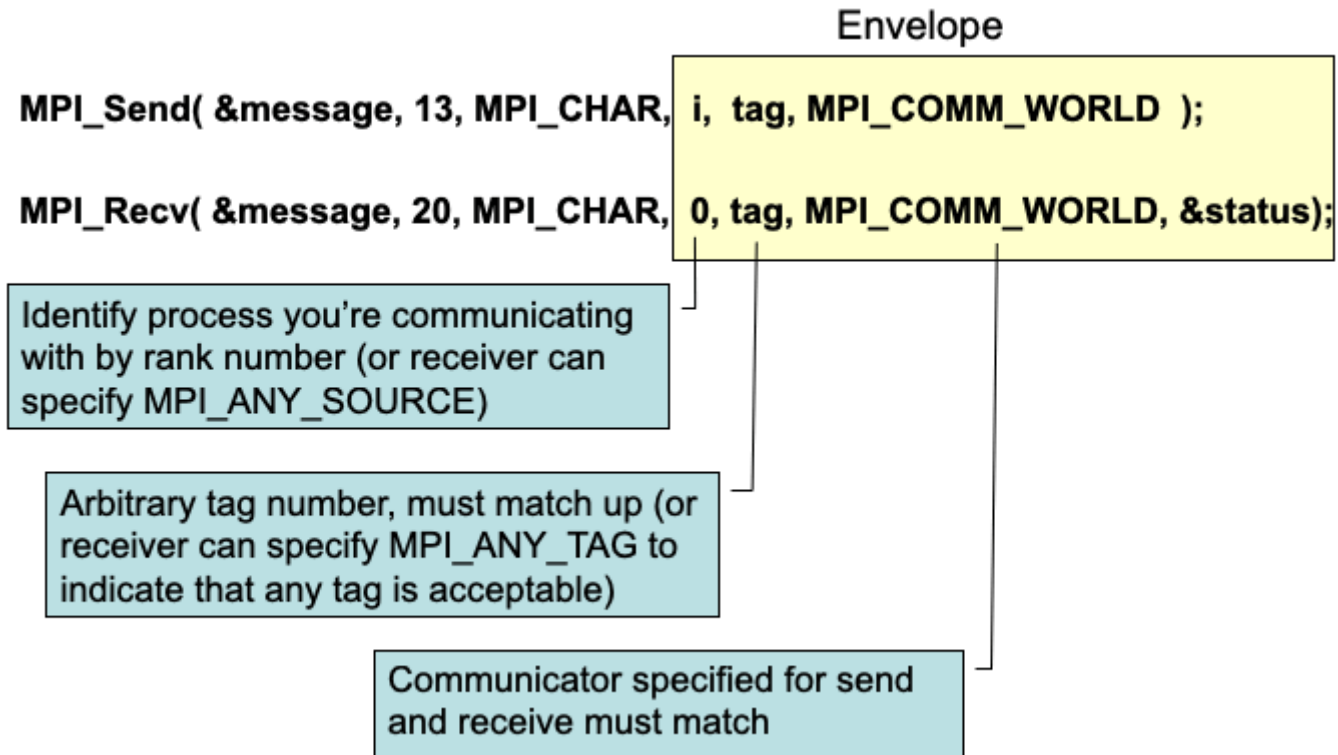 Envelope
MPI_Send( &message, 13, MPI_CHAR, i, tag, MPI_COMM_WORLD );
MPI_Recv( &message, 20, MPI_CHAR, 0, tag, MPI_COMM_WORLD, &status);
Identify process you're communicating
with by rank number (or receiver can
specify MPI_ANY_SOURCE)
Arbitrary tag number, must match up (or
receiver can specify MPI_ANY_TAG to
indicate that any tag is acceptable)
Communicator specified for send
and receive must match